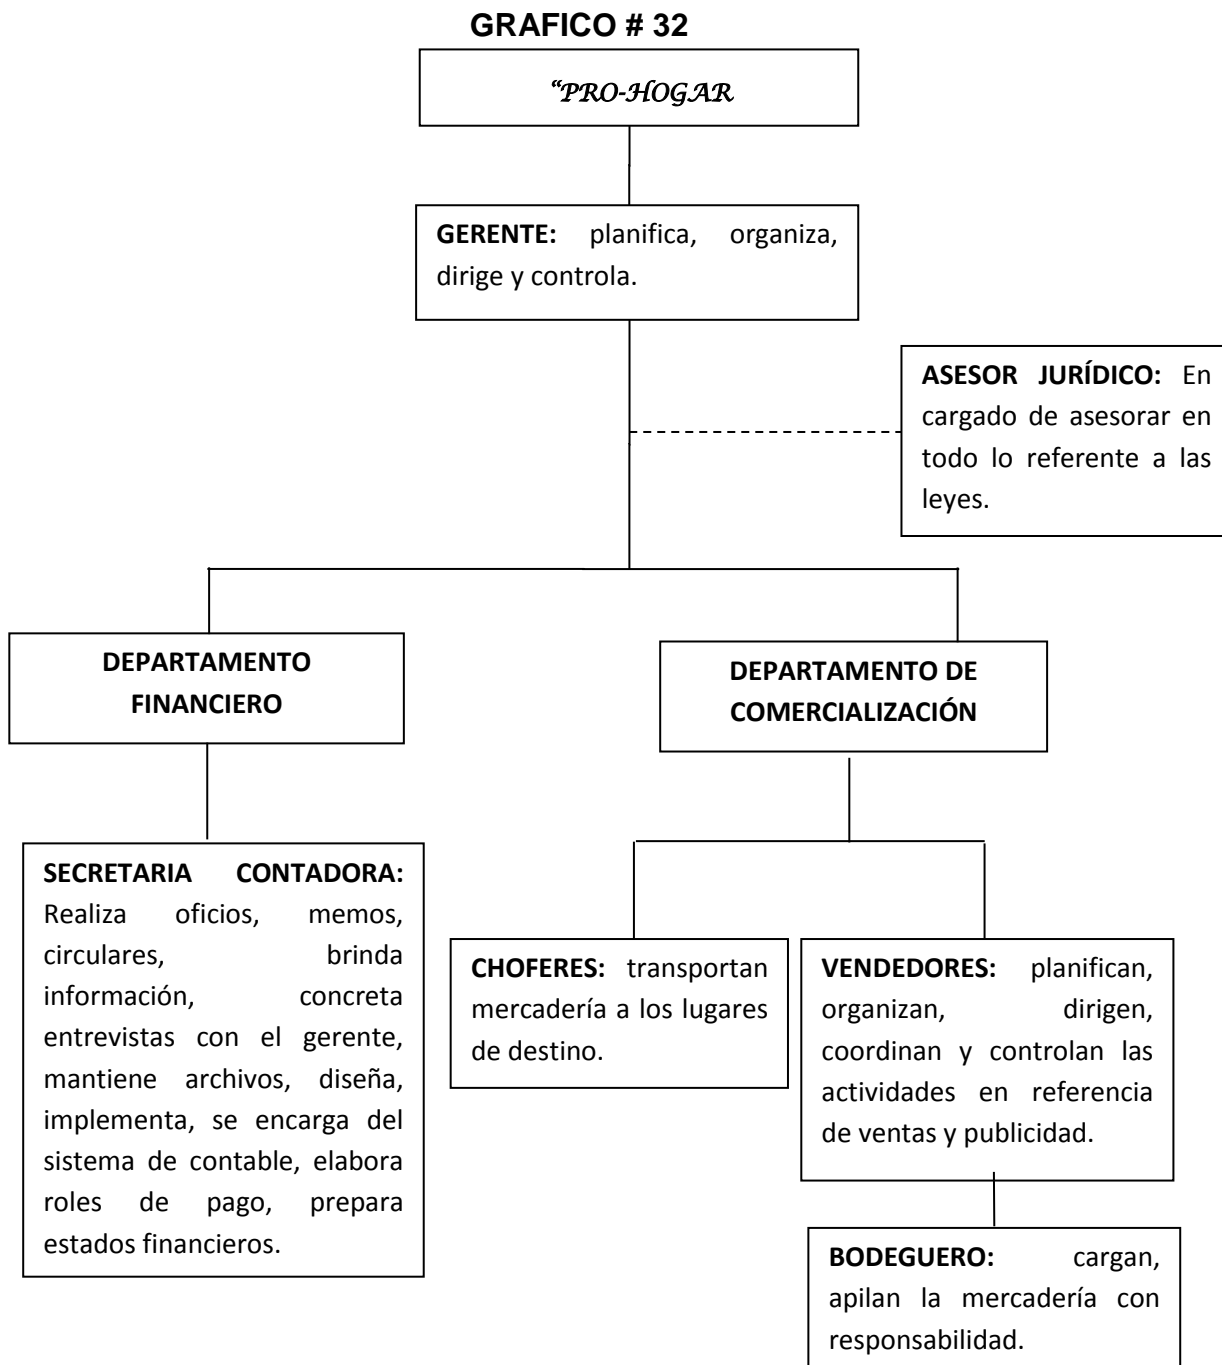 GRAFICO # 32
“PRO-HOGAR
GERENTE: planifica, organiza,
dirige y controla.
ASESOR JURÍDICO: En
cargado de asesorar en
todo lo referente a las
leyes.
DEPARTAMENTO
FINANCIERO
DEPARTAMENTO DE
COMERCIALIZACIÓN
SECRETARIA CONTADORA:
Realiza oficios, memos,
circulares, brinda
información, concreta
entrevistas con el gerente,
mantiene archivos, diseña,
implementa, se encarga del
sistema de contable, elabora
roles de pago, prepara
estados financieros.
CHOFERES: transportan
mercadería a los lugares
de destino.
VENDEDORES: planifican,
organizan, dirigen,
coordinan y controlan las
actividades en referencia
de ventas y publicidad.
BODEGUERO: cargan,
apilan la mercadería con
responsabilidad.